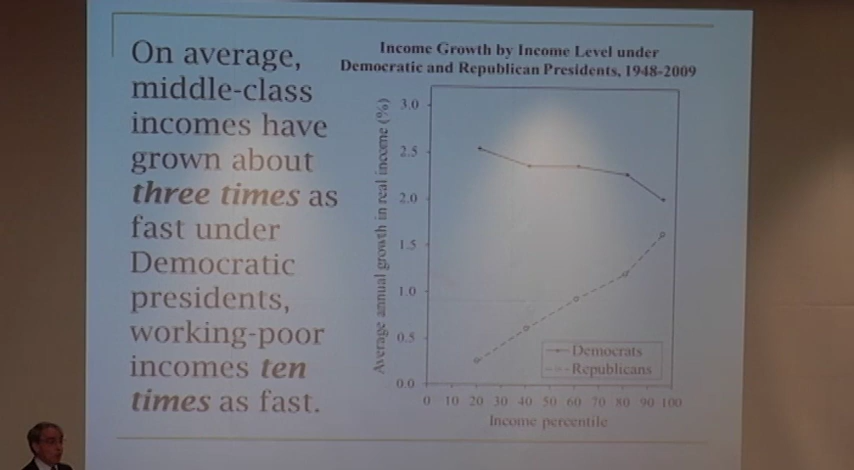 On average,
middle-class
incomes have
grown about
three times as
fast under
Democratic
presidents,
working-poor
incomes ten
times as fast.
Income Growth by Income Level under
Democratic and Republican Presidents, 1948-2009
Average annual growth in real income (%)
3.0
2.5
2.0
1.5
1.0
0.5
0.0
Democrats
Republicans
0 10 20 30 40 50 60 70 80 90 100
Income percentile